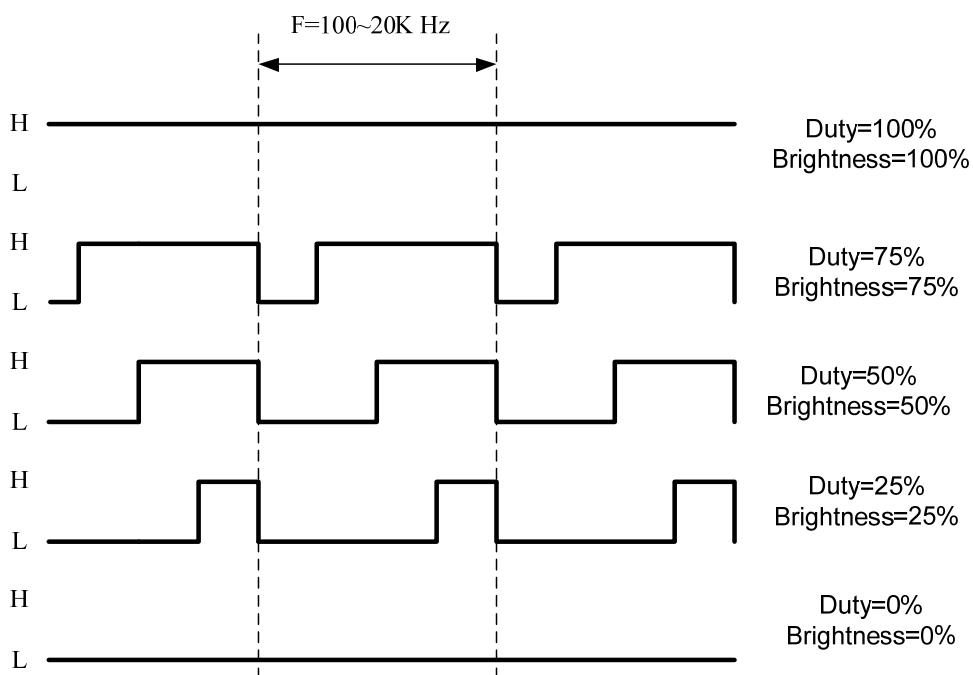 F=100~20K Hz
H
L
Duty=100%
Brightness=100%
H
L
Duty=75%
Brightness=75%
H
L
Duty=50%
Brightness=50%
H
L
Duty=25%
Brightness=25%
H
L
Duty=0%
Brightness=0%